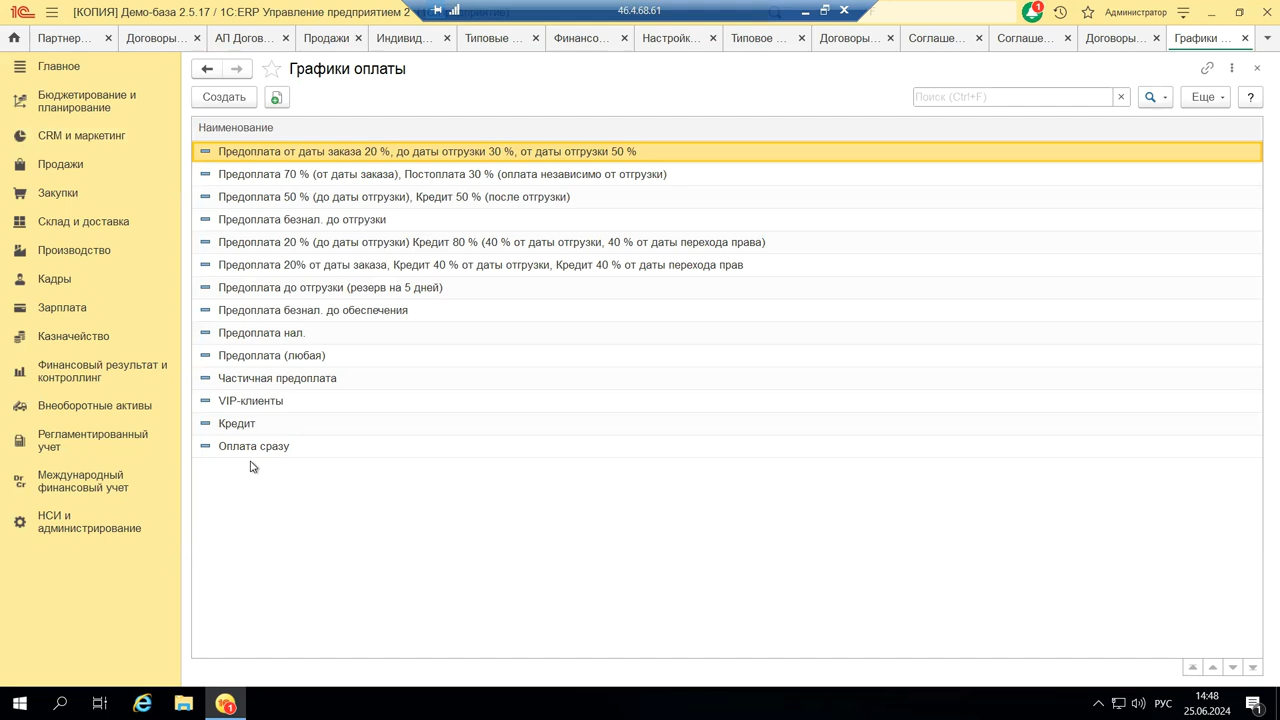 [КОПИЯ] Демо-база 2.5.17 / 1С:ERP Управление предприятием 2
46.4.68.61
1
Администратор
Партнер...
Договоры...
АП Догов...
Продажи
Индивид...
Типовые ...
Финансо...
Настройк...
Типовое ...
Договоры...
Соглаше...
Соглаше...
Договоры...
Графики ...
Главное
Бюджетирование и
планирование
CRM и маркетинг
Продажи
Закупки
Склад и доставка
Производство
Кадры
Зарплата
Казначейство
Финансовый результат и
контроллинг
Внеоборотные активы
Регламентированный
учет
Dr
Cr
Международный
финансовый учет
НСИ и
администрирование
Графики оплаты
Создать
Поиск (Ctrl+F)
Еще
?
Наименование
Предоплата от даты заказа 20 %, до даты отгрузки 30 %, от даты отгрузки 50 %
Предоплата 70 % (от даты заказа), Постоплата 30 % (оплата независимо от отгрузки)
Предоплата 50 % (до даты отгрузки), Кредит 50 % (после отгрузки)
Предоплата безнал. до отгрузки
Предоплата 20 % (до даты отгрузки) Кредит 80 % (40 % от даты отгрузки, 40 % от даты перехода права)
Предоплата 20% от даты заказа, Кредит 40 % от даты отгрузки, Кредит 40 % от даты перехода прав
Предоплата до отгрузки (резерв на 5 дней)
Предоплата безнал. до обеспечения
Предоплата нал.
Предоплата (любая)
Частичная предоплата
VIP-клиенты
Кредит
Оплата сразу
1
РУС
14:48
25.06.2024
1